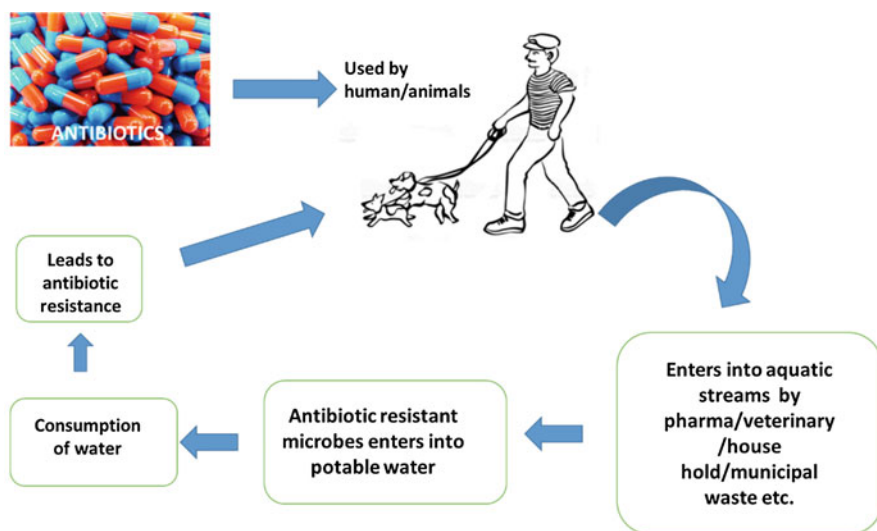 ANTIBIOTICS
Used by
human/animals
Enters into aquatic
streams by
pharma/veterinary
/house
hold/municipal
waste etc.
Antibiotic resistant
microbes enters into
potable water
Consumption
of water
Leads to
antibiotic
resistance